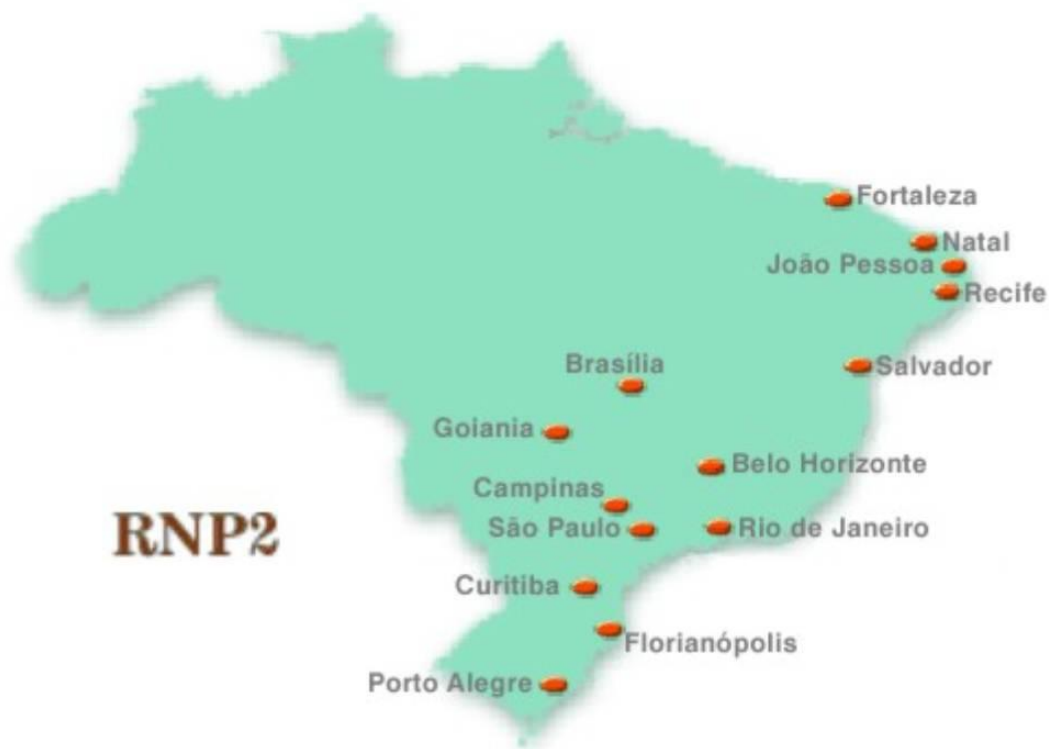 Fortaleza
Natal
João Pessoa
Recife
Brasília
Salvador
Goiania
Belo Horizonte
Campinas
São Paulo
Rio de Janeiro
RNP2
Curitiba
Florianópolis
Porto Alegre